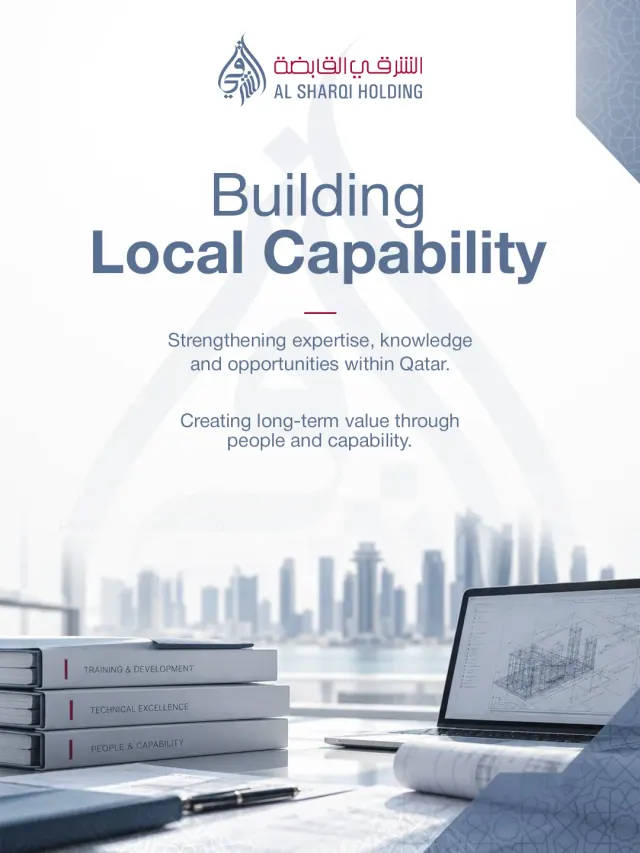 الشرقي القابضة
AL SHARQI HOLDING
Building
Local Capability
Strengthening expertise, knowledge
and opportunities within Qatar.
Creating long-term value through
people and capability.
TRAINING & DEVELOPMENT
TECHNICAL EXCELLENCE
PEOPLE & CAPABILITY